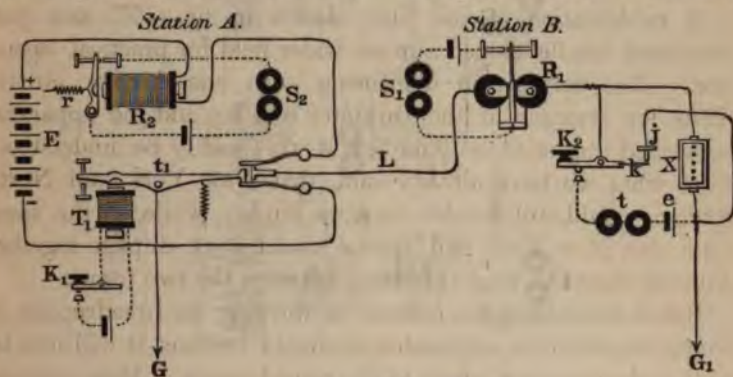 Station A.
Station B.
+
E
-
r
R2
S2
S1
R1
t1
L
K2
j
k
X
T1
t
e
K1
G
G1